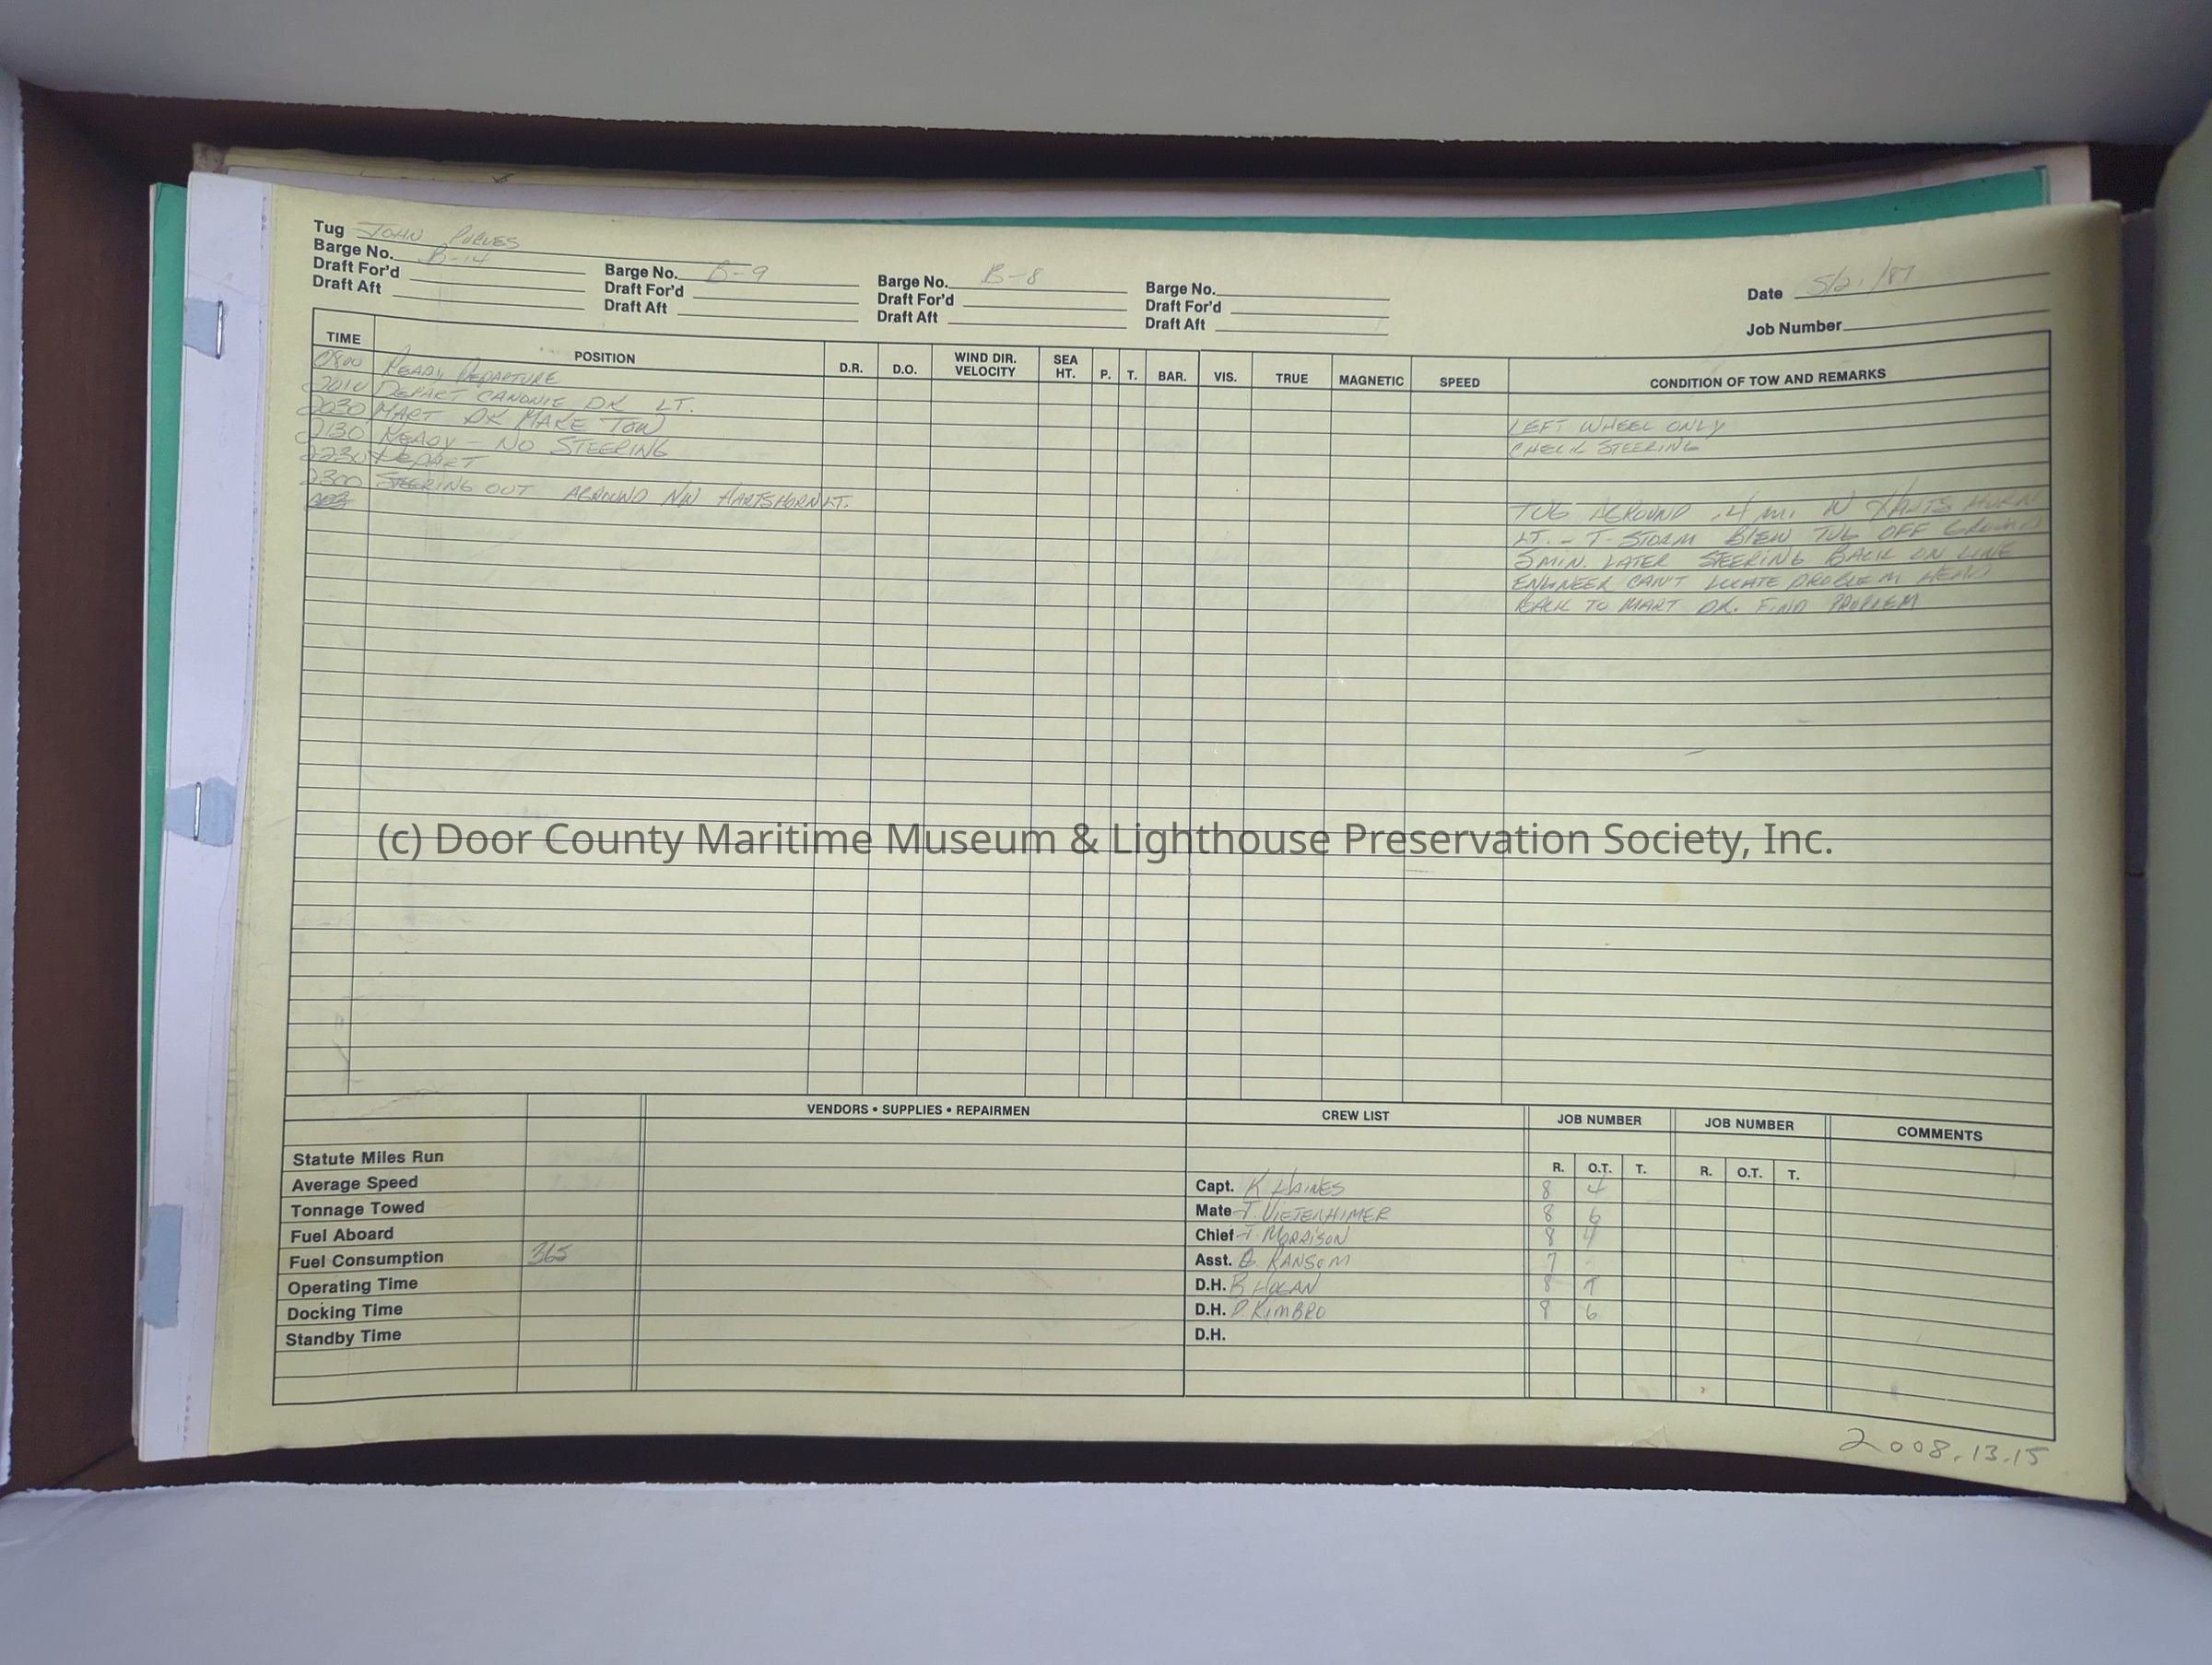 Tug JOHN PURVES
Barge No. B-14 Barge No. B-9 Barge No. B-8 Barge No.
Draft For'd Draft For'd Draft For'd Draft For'd
Draft Aft Draft Aft Draft Aft Draft Aft
Date 5/21/87
Job Number
TIME POSITION D.R. D.O. WIND DIR. VELOCITY SEA HT. P. T. BAR. VIS. TRUE MAGNETIC SPEED CONDITION OF TOW AND REMARKS
0800 READY DEPARTURE
2010 DEPART CANONIE DK LT.
2030 MART DK MAKE TOW LEFT WHEEL ONLY
2130 READY - NO STEERING CHECK STEERING
2230 DEPART
2300 STEERING OUT AGROUND NW HARTSHORN LT.
TUG AGROUND .4 MI. N HARTSHORN
LT. - T-STORM BLEW TUG OFF GROUND
5 MIN. LATER STEERING BACK ON LINE
ENGINEER CAN'T LOCATE PROBLEM HEAD
BACK TO MART DK. FIND PROBLEM
(c) Door County Maritime Museum & Lighthouse Preservation Society, Inc.
VENDORS • SUPPLIES • REPAIRMEN CREW LIST JOB NUMBER JOB NUMBER COMMENTS
R. O.T. T. R. O.T. T.
Statute Miles Run
Average Speed Capt. K HAINES 8 4
Tonnage Towed Mate T. VIETENHIMER 8 6
Fuel Aboard Chief T. MORRISON 8 4
Fuel Consumption 365 Asst. RANSOM 7
Operating Time D.H. B HOGAN 8
Docking Time D.H. P. KIMBRO 8 6
Standby Time D.H.
2008.13.15